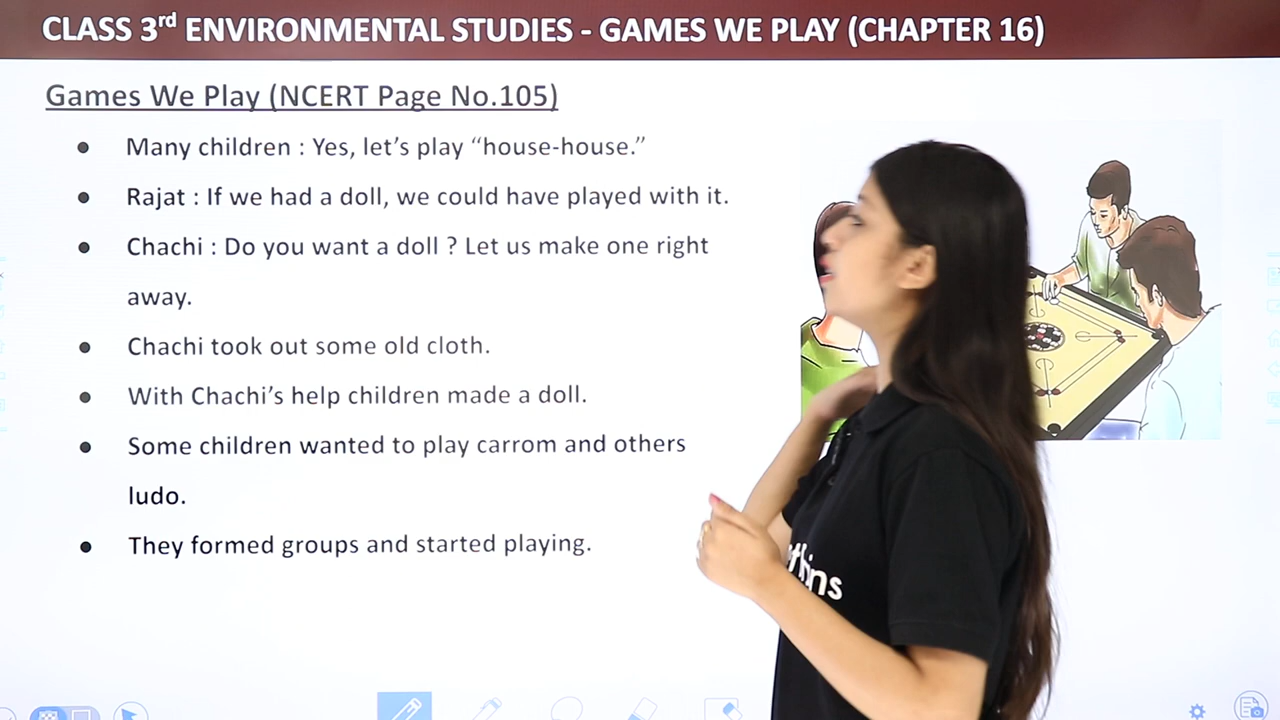 CLASS 3rd ENVIRONMENTAL STUDIES - GAMES WE PLAY (CHAPTER 16)
Games We Play (NCERT Page No.105)
● Many children : Yes, let’s play “house-house.”
● Rajat : If we had a doll, we could have played with it.
● Chachi : Do you want a doll ? Let us make one right
away.
● Chachi took out some old cloth.
● With Chachi’s help children made a doll.
● Some children wanted to play carrom and others
ludo.
● They formed groups and started playing.